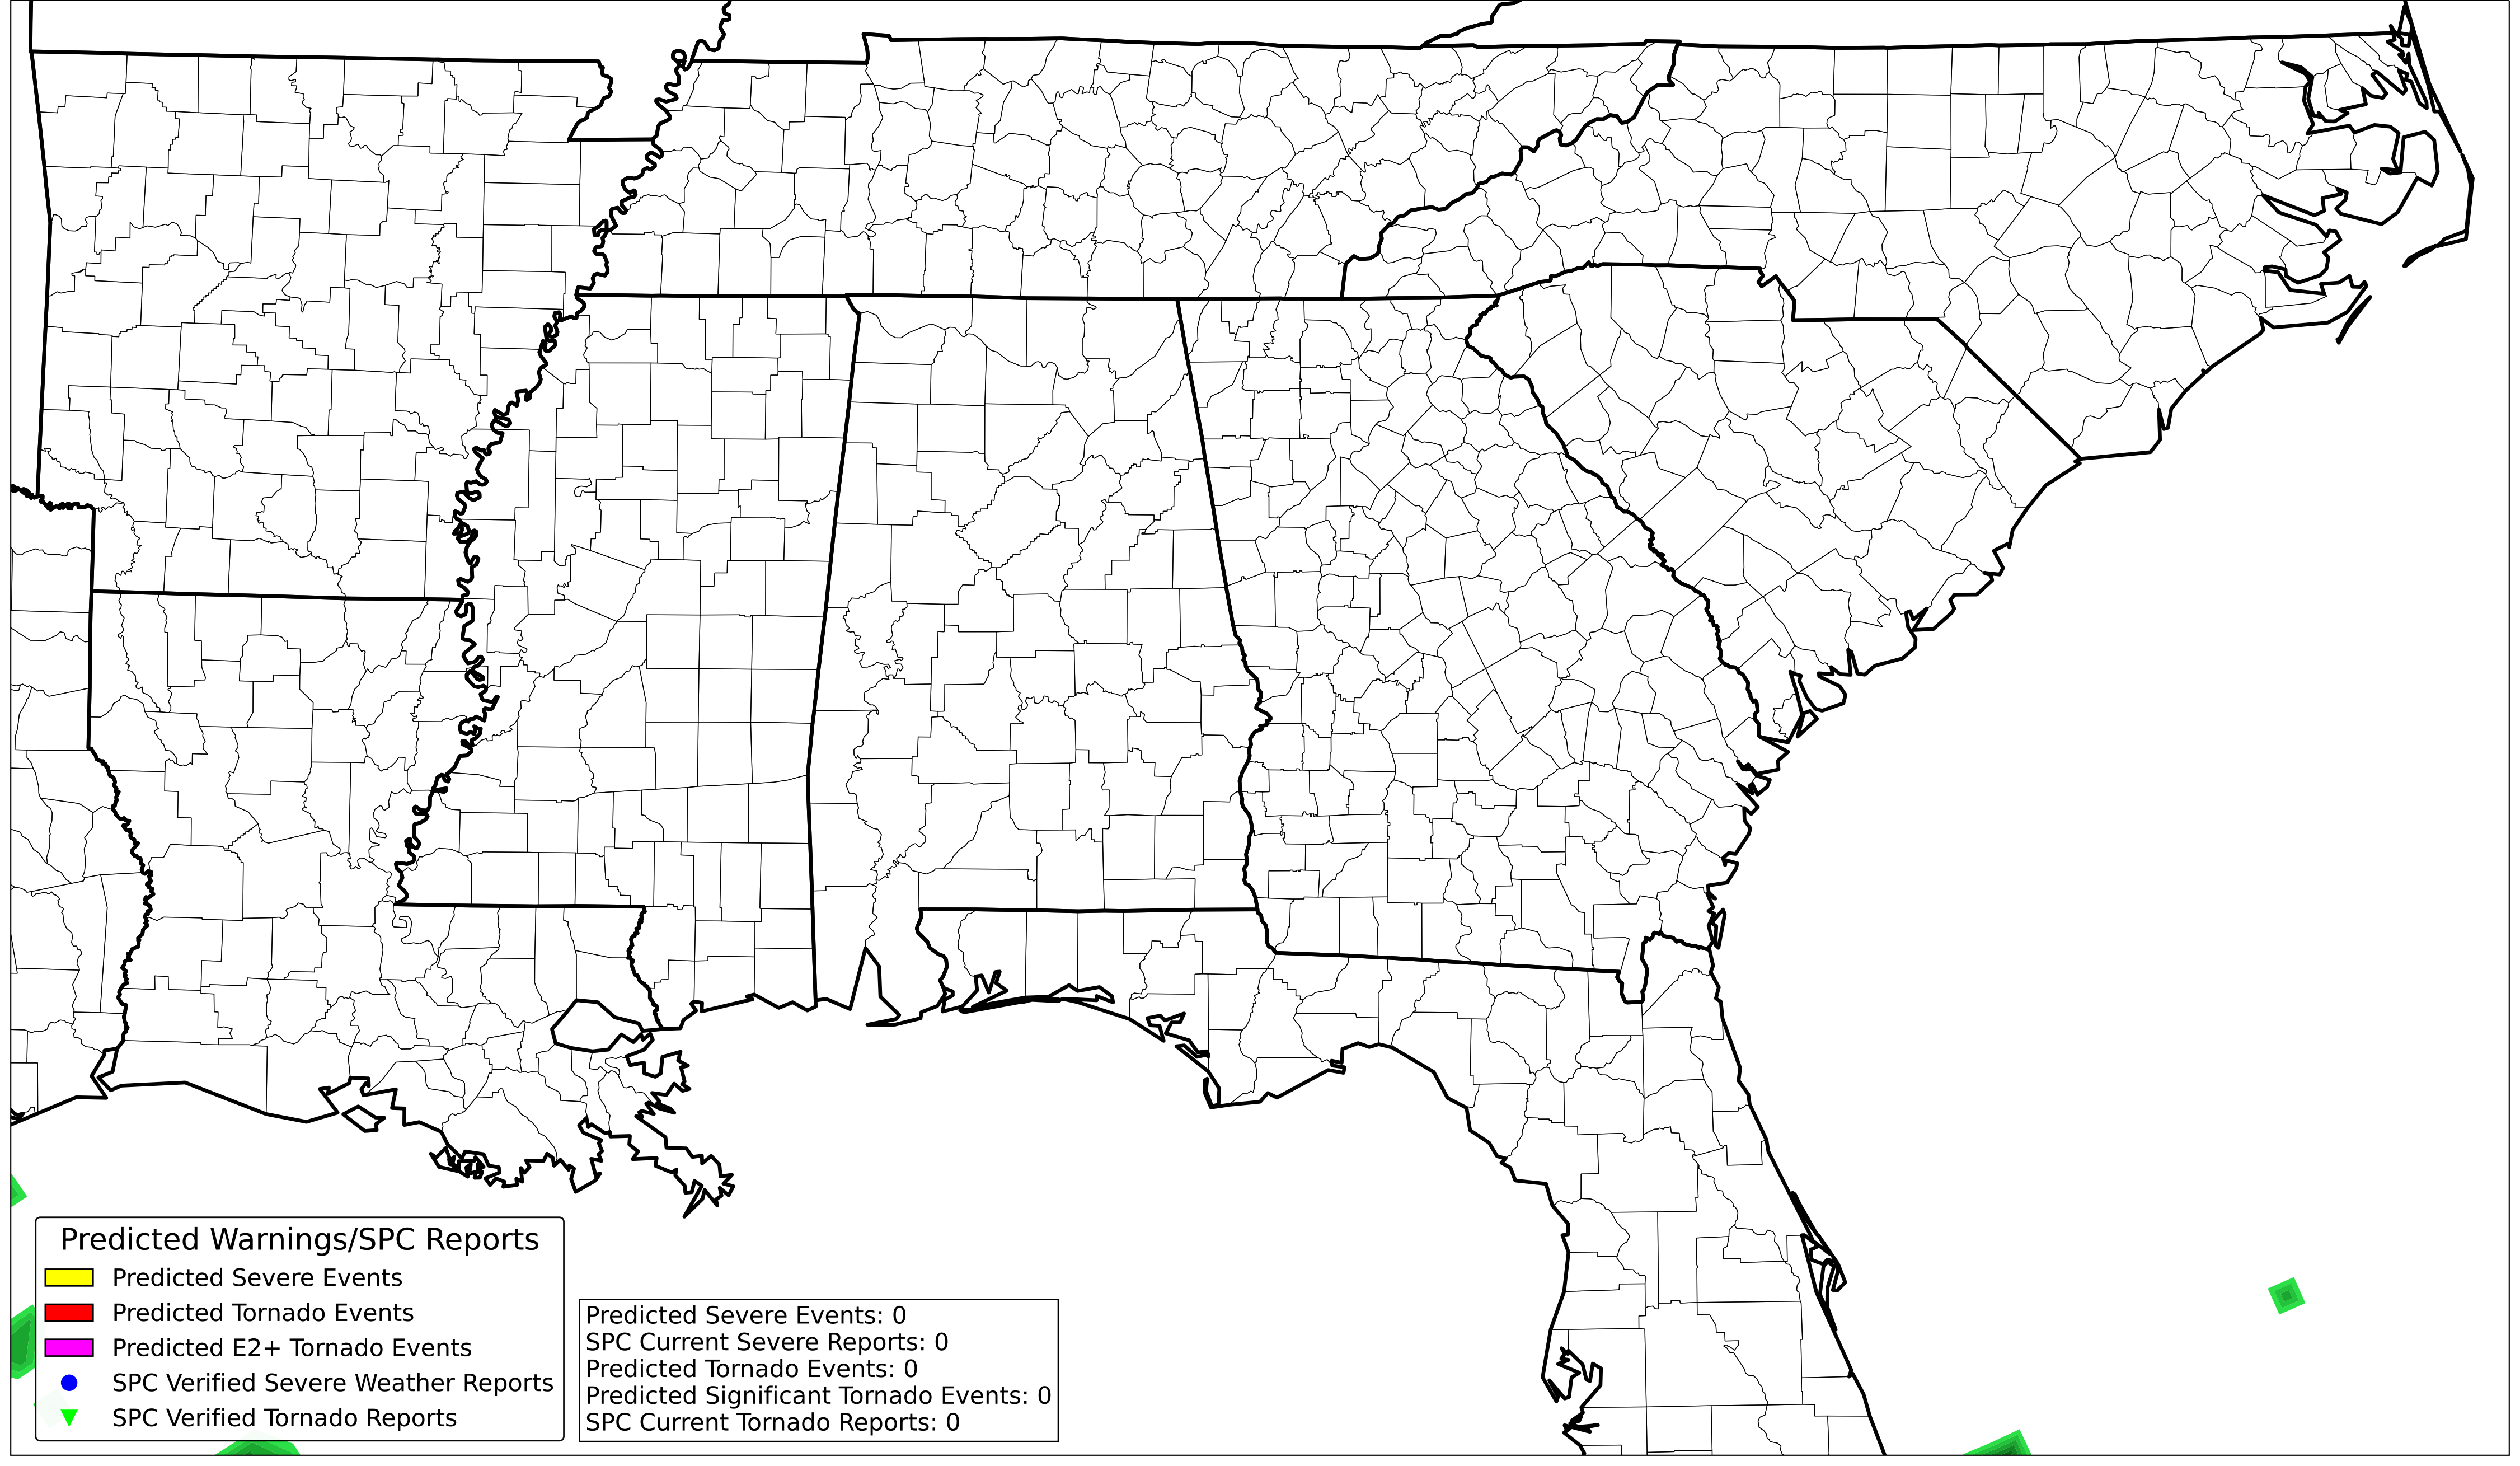 Predicted Warnings/SPC Reports
Predicted Severe Events
Predicted Tornado Events
Predicted E2+ Tornado Events
SPC Verified Severe Weather Reports
SPC Verified Tornado Reports
Predicted Severe Events: 0
SPC Current Severe Reports: 0
Predicted Tornado Events: 0
Predicted Significant Tornado Events: 0
SPC Current Tornado Reports: 0